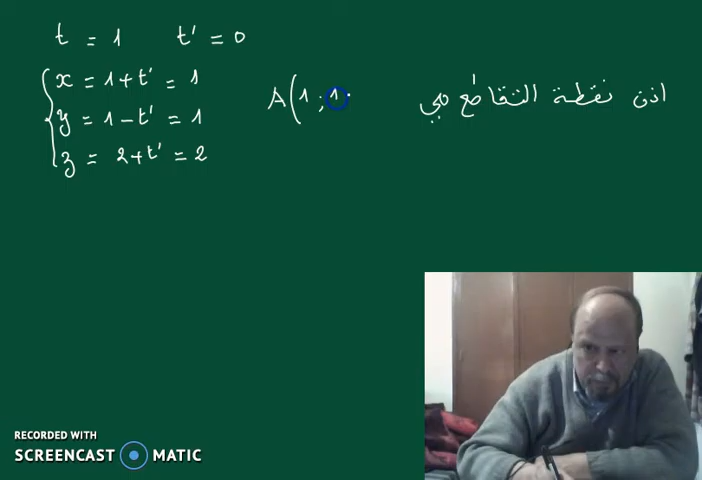 t = 1 t' = 0
x = 1 + t' = 1
y = 1 - t' = 1
z = 2 + t' = 2
اذن نقطة التقاطع هي A(1 ; 1
RECORDED WITH
SCREENCAST MATIC